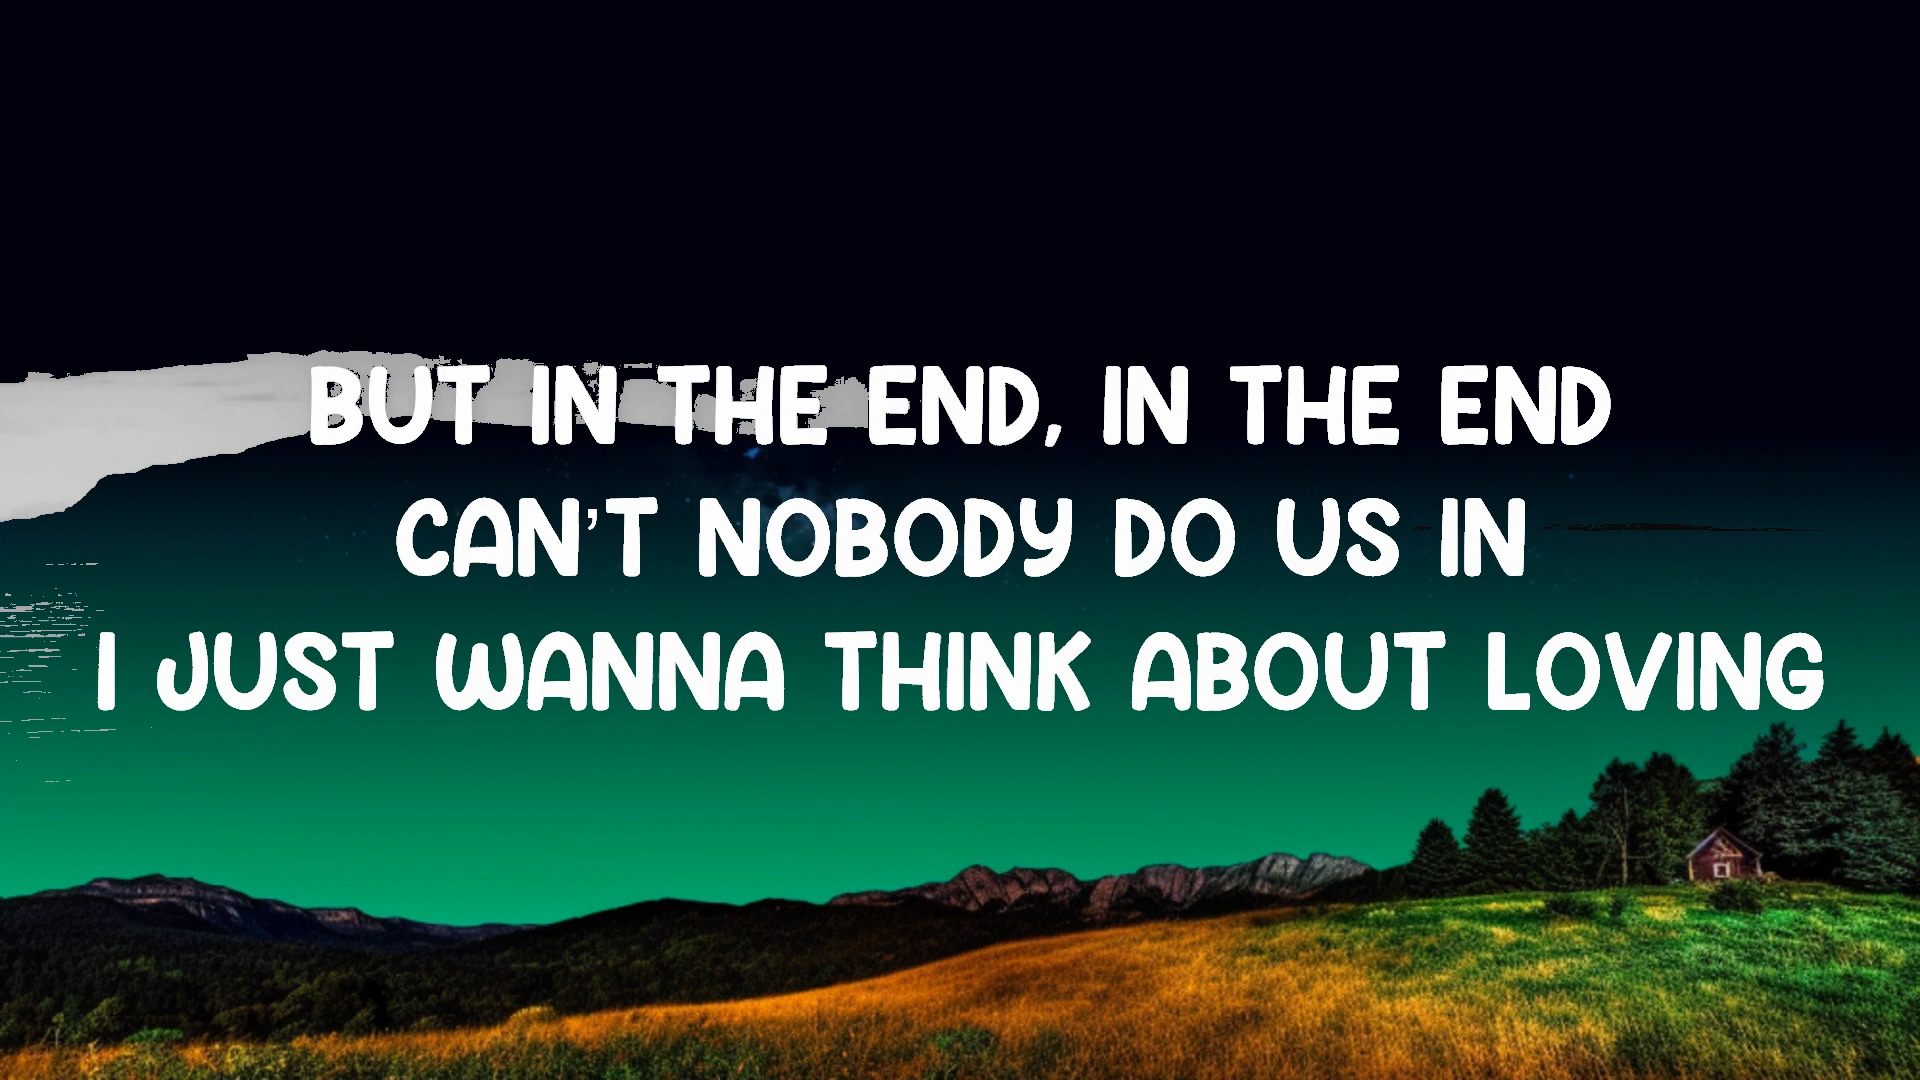 BUT IN THE END, IN THE END
CAN'T NOBODY DO US IN
I JUST WANNA THINK ABOUT LOVING